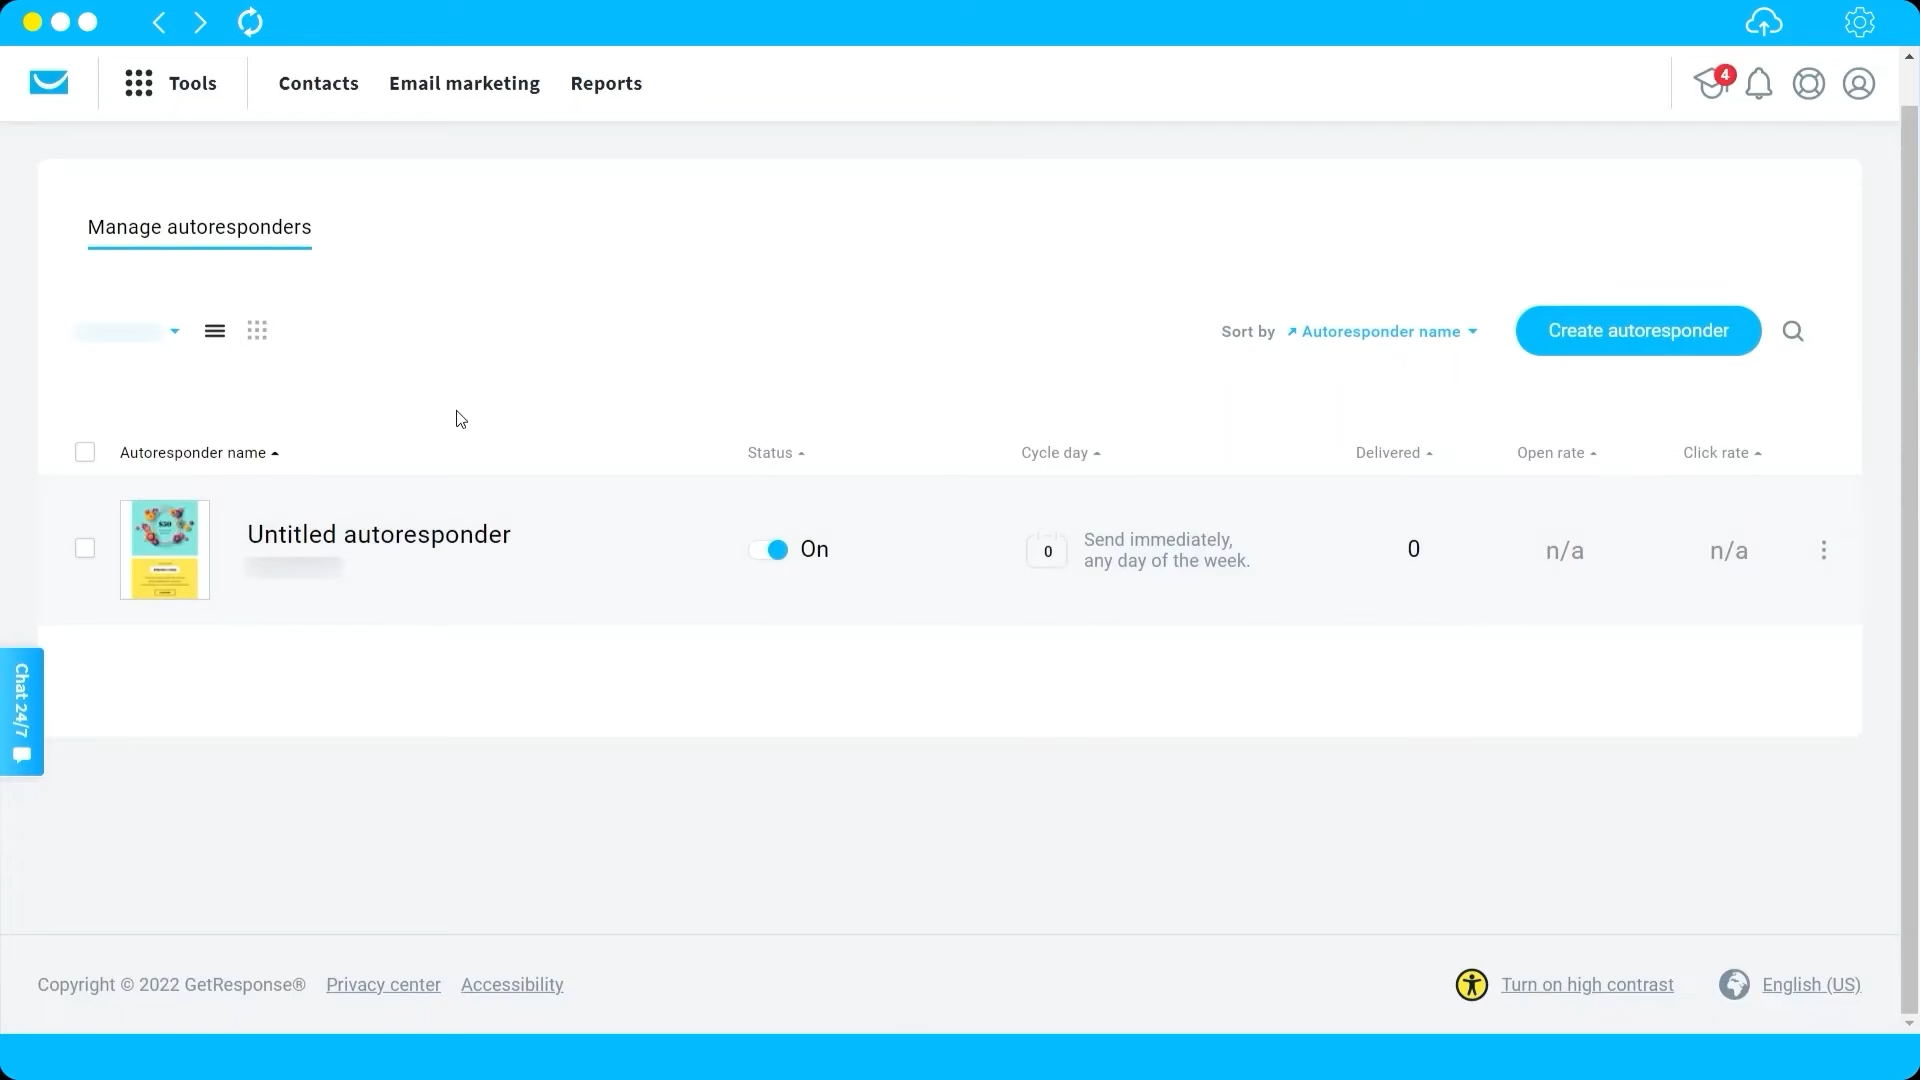 Tools
Contacts
Email marketing
Reports
4
Manage autoresponders
Sort by
Autoresponder name
Create autoresponder
Autoresponder name
Status
Cycle day
Delivered
Open rate
Click rate
$50
Untitled autoresponder
On
0
Send immediately,
any day of the week.
0
n/a
n/a
Chat 24/7
Copyright © 2022 GetResponse®
Privacy center
Accessibility
Turn on high contrast
English (US)